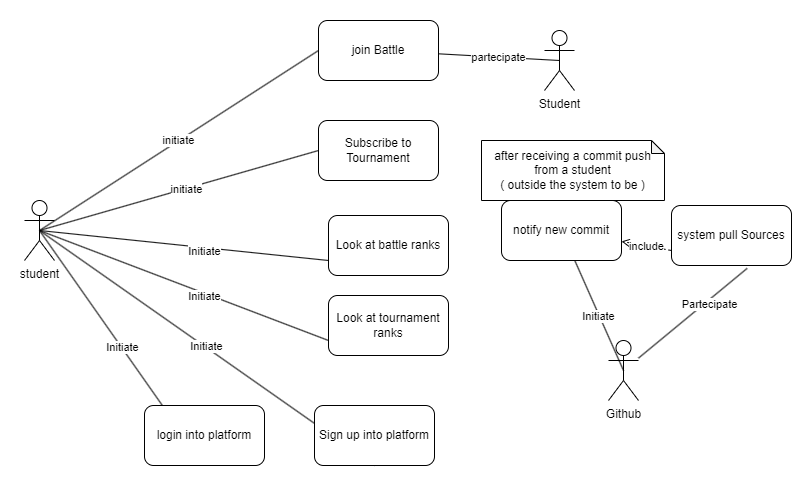 join Battle
partecipate
Student
initiate
Subscribe to
Tournament
after receiving a commit push
from a student
( outside the system to be )
initiate
notify new commit
system pull Sources
Look at battle ranks
include.
Initiate
student
Initiate
Partecipate
Look at tournament
ranks
Initiate
Initiate
Initiate
Github
login into platform
Sign up into platform